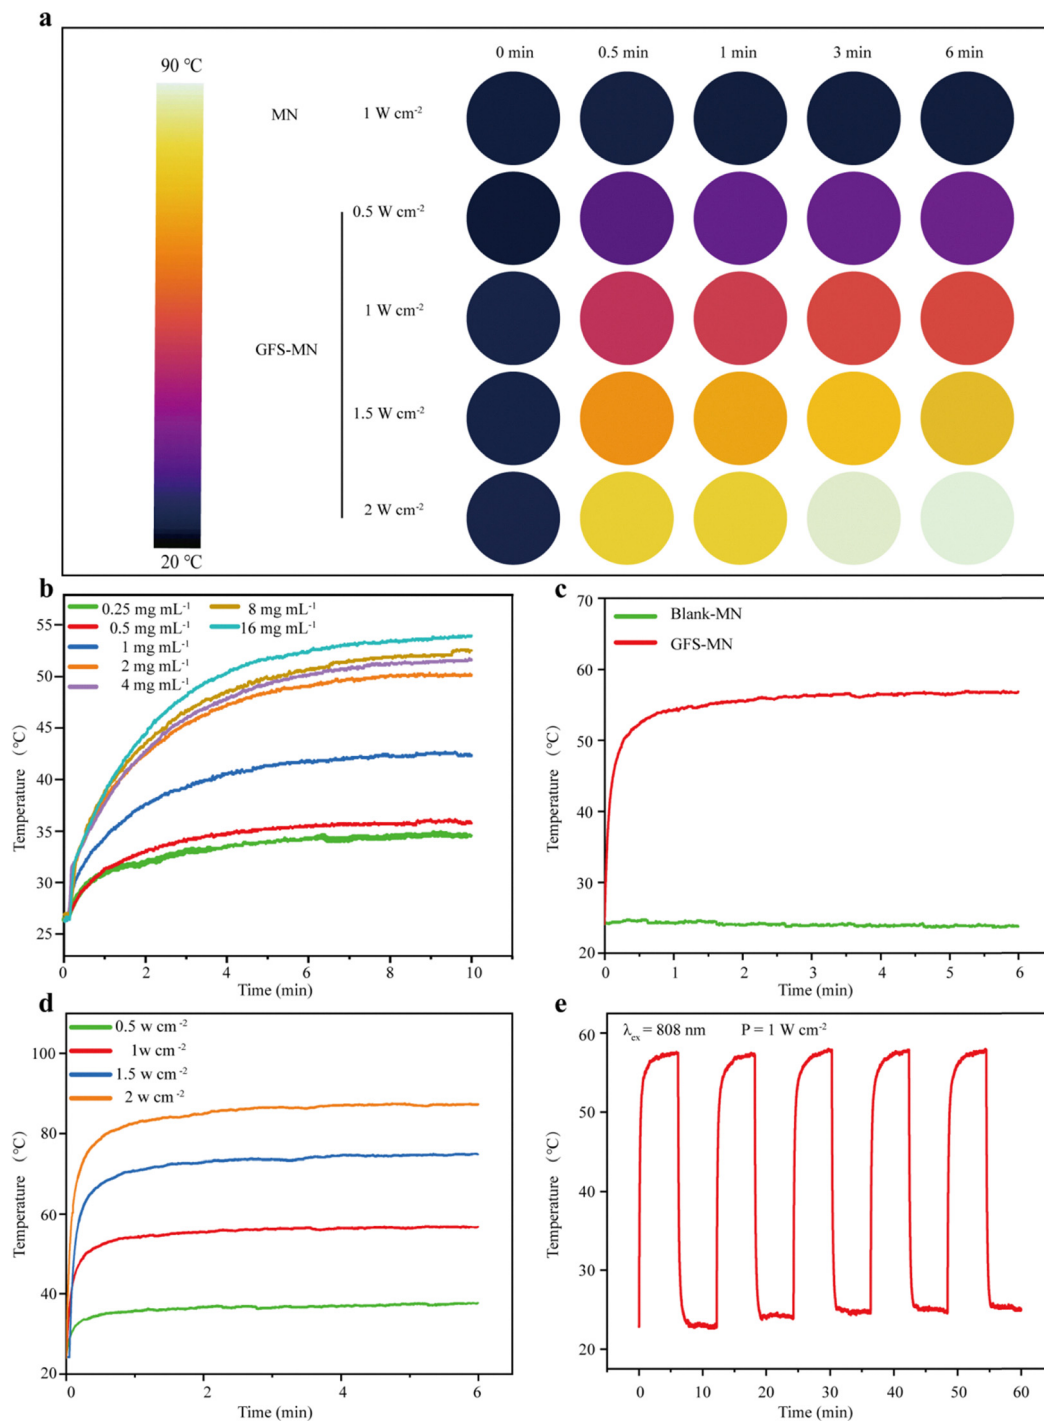 a
90 °C
20 °C
0 min 0.5 min 1 min 3 min 6 min
MN 1 W cm⁻²
0.5 W cm⁻²
1 W cm⁻²
GFS-MN
1.5 W cm⁻²
2 W cm⁻²
b
0.25 mg mL⁻¹ 8 mg mL⁻¹
0.5 mg mL⁻¹ 16 mg mL⁻¹
1 mg mL⁻¹
2 mg mL⁻¹
4 mg mL⁻¹
Temperature (°C)
55
50
45
40
35
30
25
0 2 4 6 8 10
Time (min)
c
Blank-MN
GFS-MN
Temperature (°C)
70
60
50
40
30
20
0 1 2 3 4 5 6
Time (min)
d
0.5 w cm⁻²
1w cm⁻²
1.5 w cm⁻²
2 w cm⁻²
Temperature (°C)
100
80
60
40
20
0 2 4 6
Time (min)
e
λex = 808 nm P = 1 W cm⁻²
Temperature (°C)
60
50
40
30
20
0 10 20 30 40 50 60
Time (min)